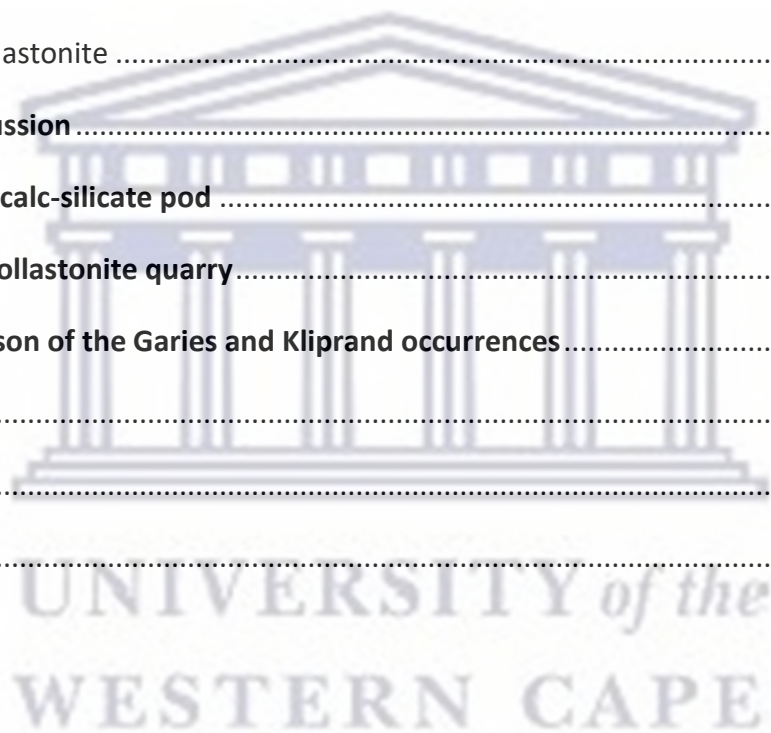 astonite ................................................................
ussion ................................................................
calc-silicate pod ................................................................
ollastonite quarry ................................................................
son of the Garies and Kliprand occurrences ..........................
................................................................
................................................................
................................................................
UNIVERSITY of the
WESTERN CAPE